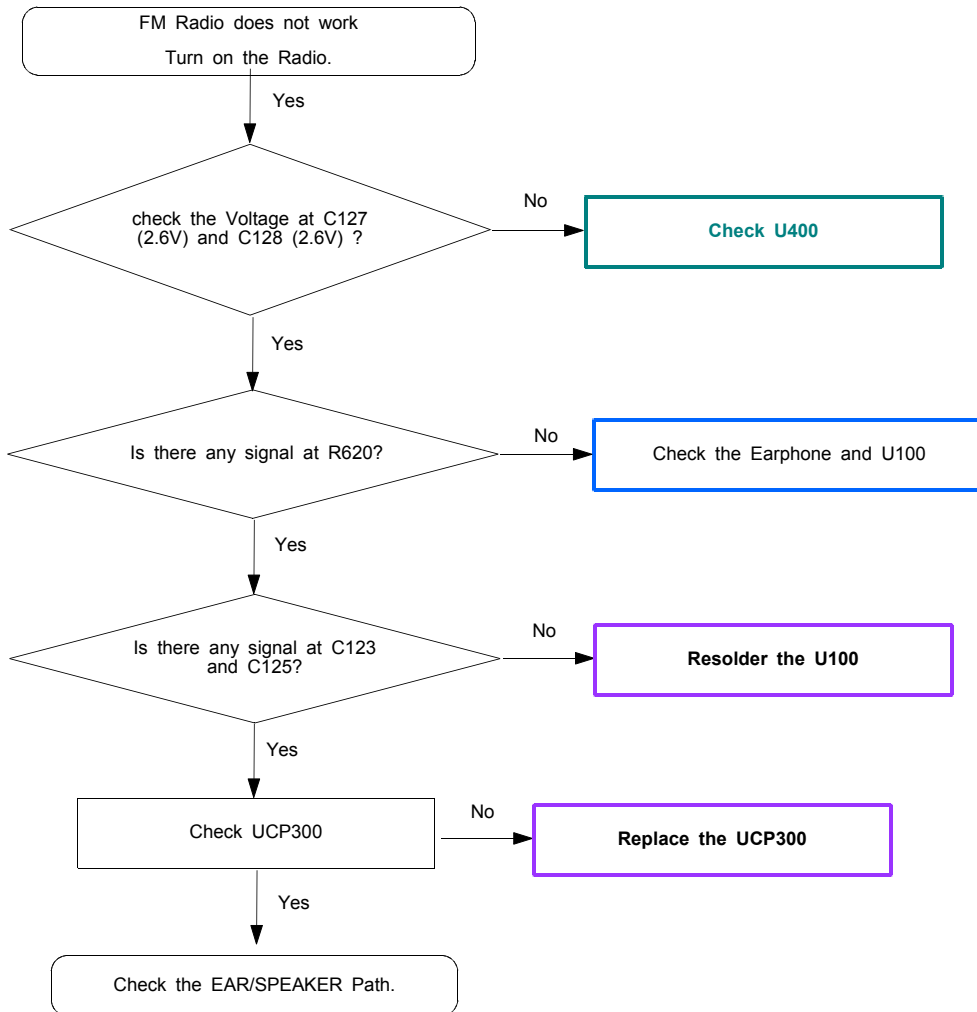 FM Radio does not work
Turn on the Radio.
Yes
check the Voltage at C127
(2.6V) and C128 (2.6V) ?
No
Check U400
Yes
Is there any signal at R620?
No
Check the Earphone and U100
Yes
Is there any signal at C123
and C125?
No
Resolder the U100
Yes
Check UCP300
No
Replace the UCP300
Yes
Check the EAR/SPEAKER Path.